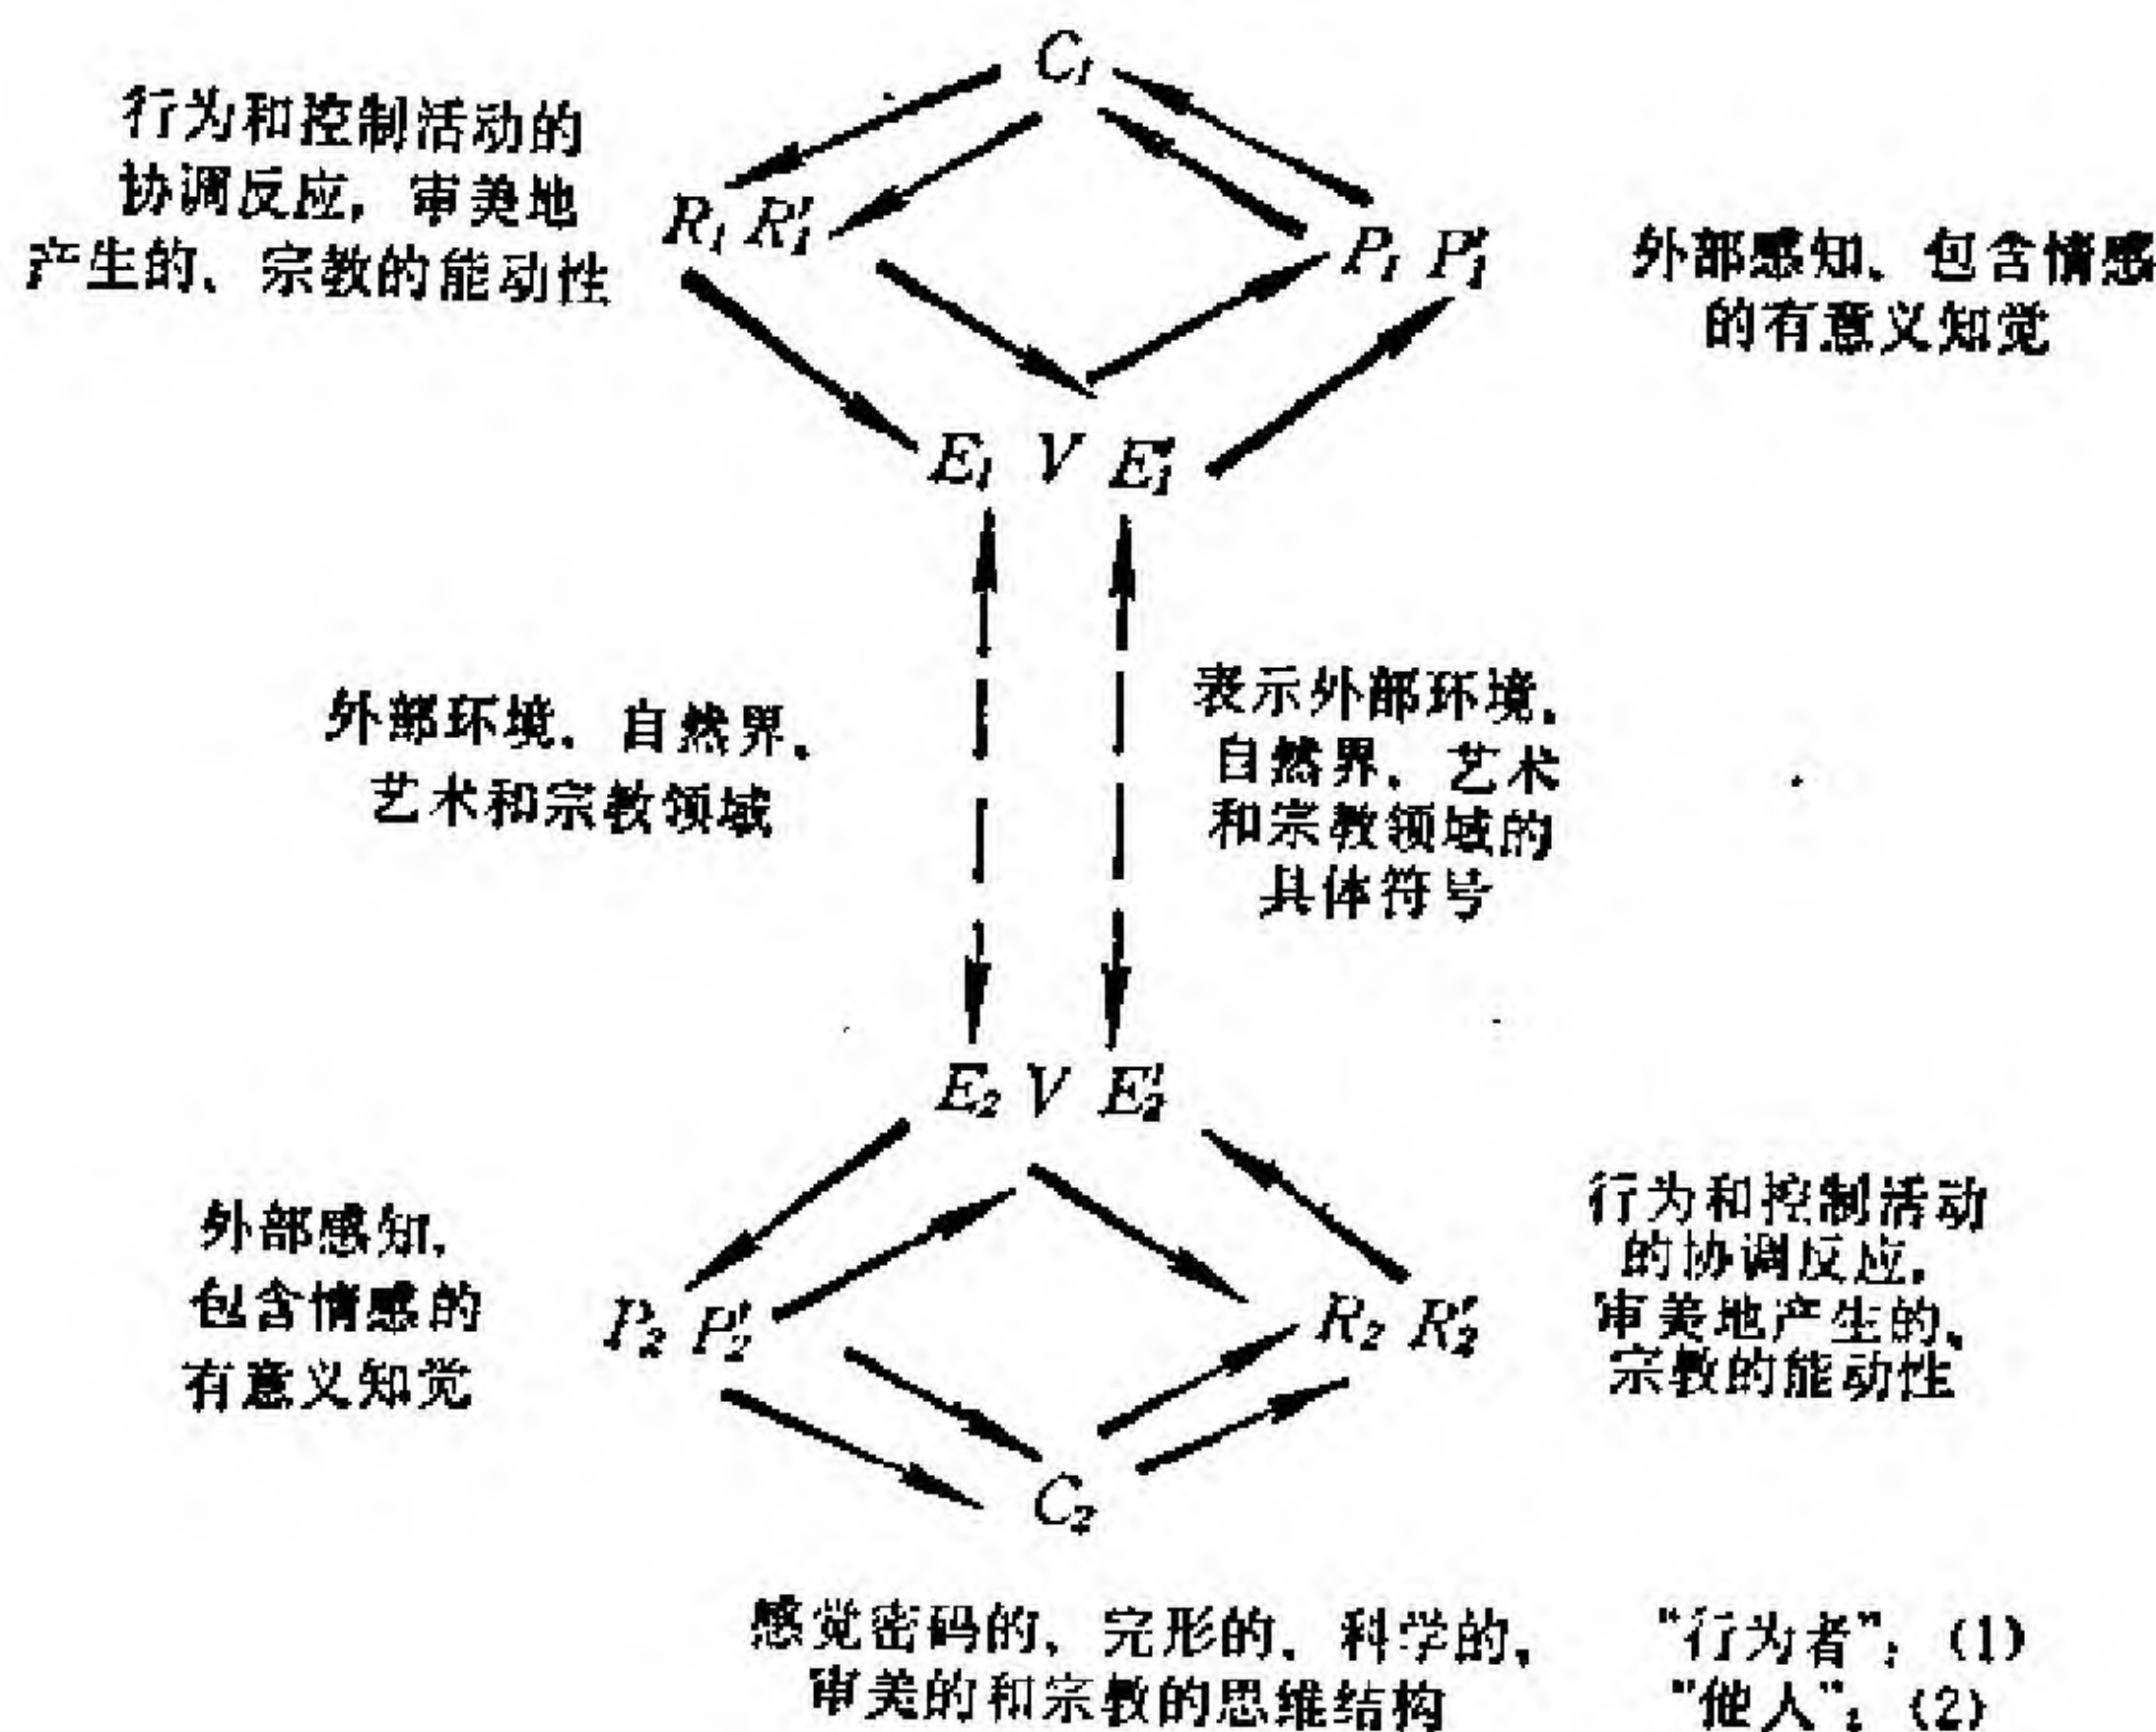 C₁
行为和控制活动的
协调反应，审美地
产生的、宗教的能动性
R₁ R₁′
P₁ P₁′
外部感知、包含情感
的有意义知觉
E₁ V E₁′
外部环境、自然界、
艺术和宗教领域
表示外部环境、
自然界、艺术
和宗教领域的
具体符号
E₂ V E₂′
外部感知，
包含情感的
有意义知觉
P₂ P₂′
R₂ R₂′
行为和控制活动
的协调反应，
审美地产生的、
宗教的能动性
C₂
感觉密码的、完形的、科学的、
审美的和宗教的思维结构
“行为者”：(1)
“他人”：(2)